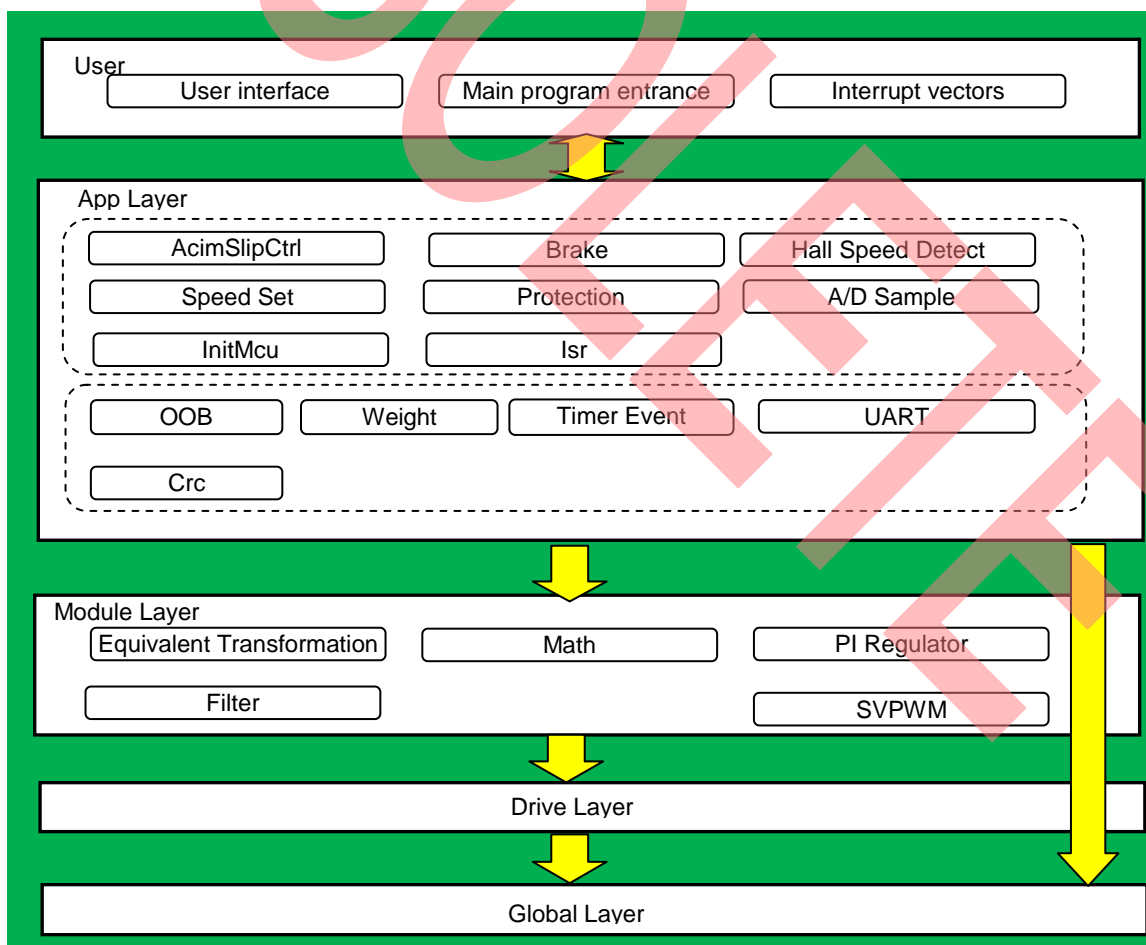 User
User interface
Main program entrance
Interrupt vectors
App Layer
AcimSlipCtrl
Brake
Hall Speed Detect
Speed Set
Protection
A/D Sample
InitMcu
Isr
OOB
Weight
Timer Event
UART
Crc
Module Layer
Equivalent Transformation
Math
PI Regulator
Filter
SVPWM
Drive Layer
Global Layer